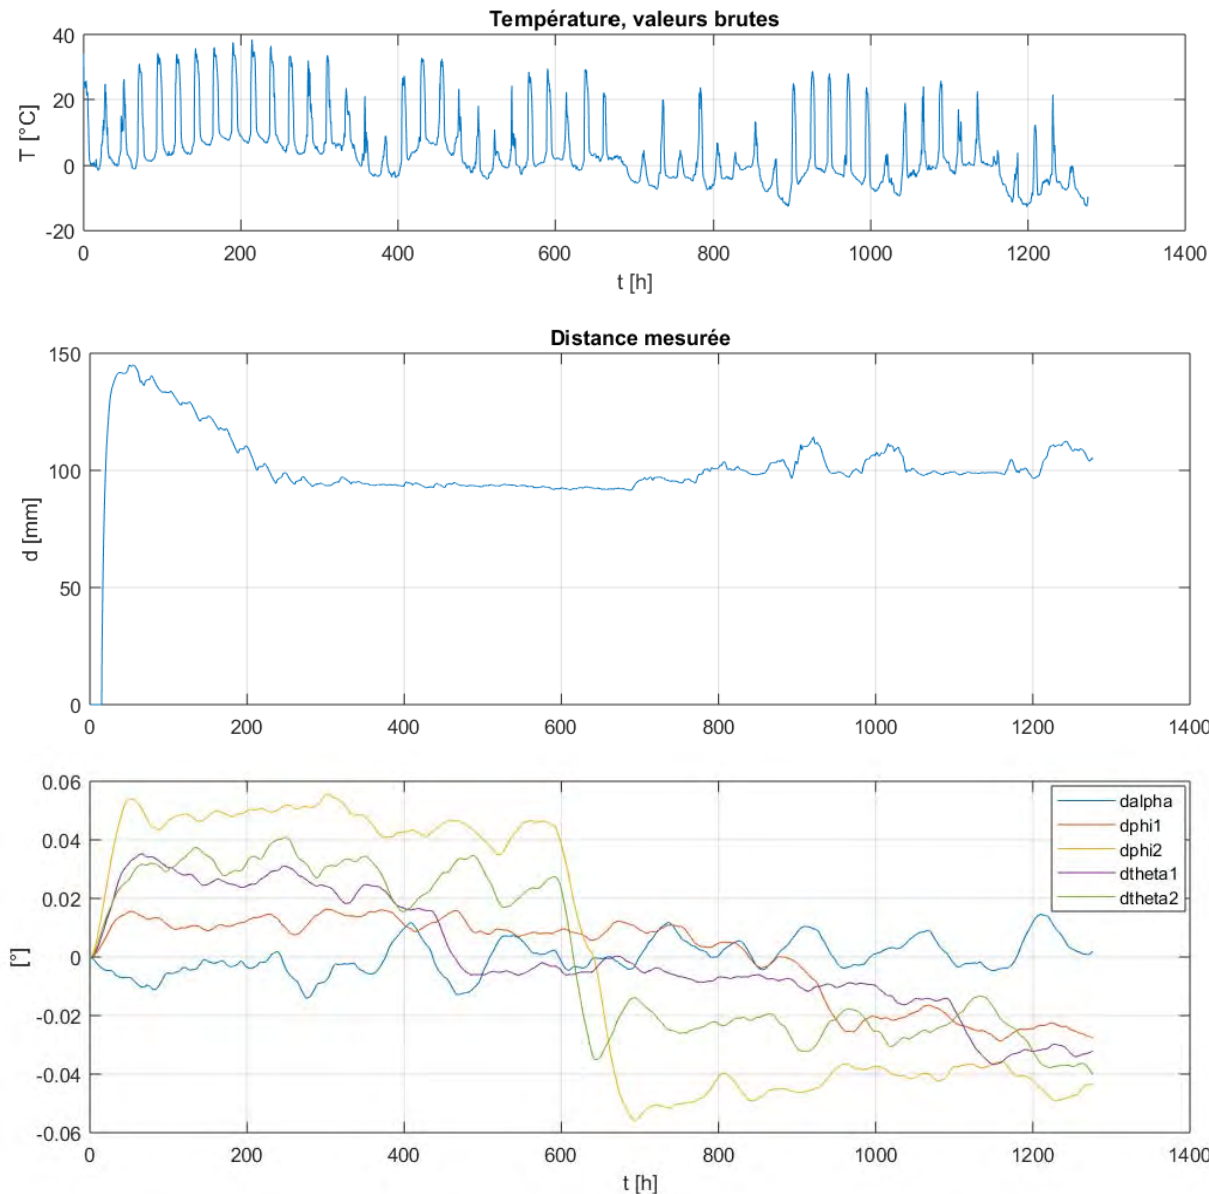 Température, valeurs brutes
40
20
0
-20
T [°C]
0 200 400 600 800 1000 1200 1400
t [h]
Distance mesurée
150
100
50
0
d [mm]
0 200 400 600 800 1000 1200 1400
0.06
0.04
0.02
0
-0.02
-0.04
-0.06
[°]
dalpha
dphi1
dphi2
dtheta1
dtheta2
0 200 400 600 800 1000 1200 1400
t [h]